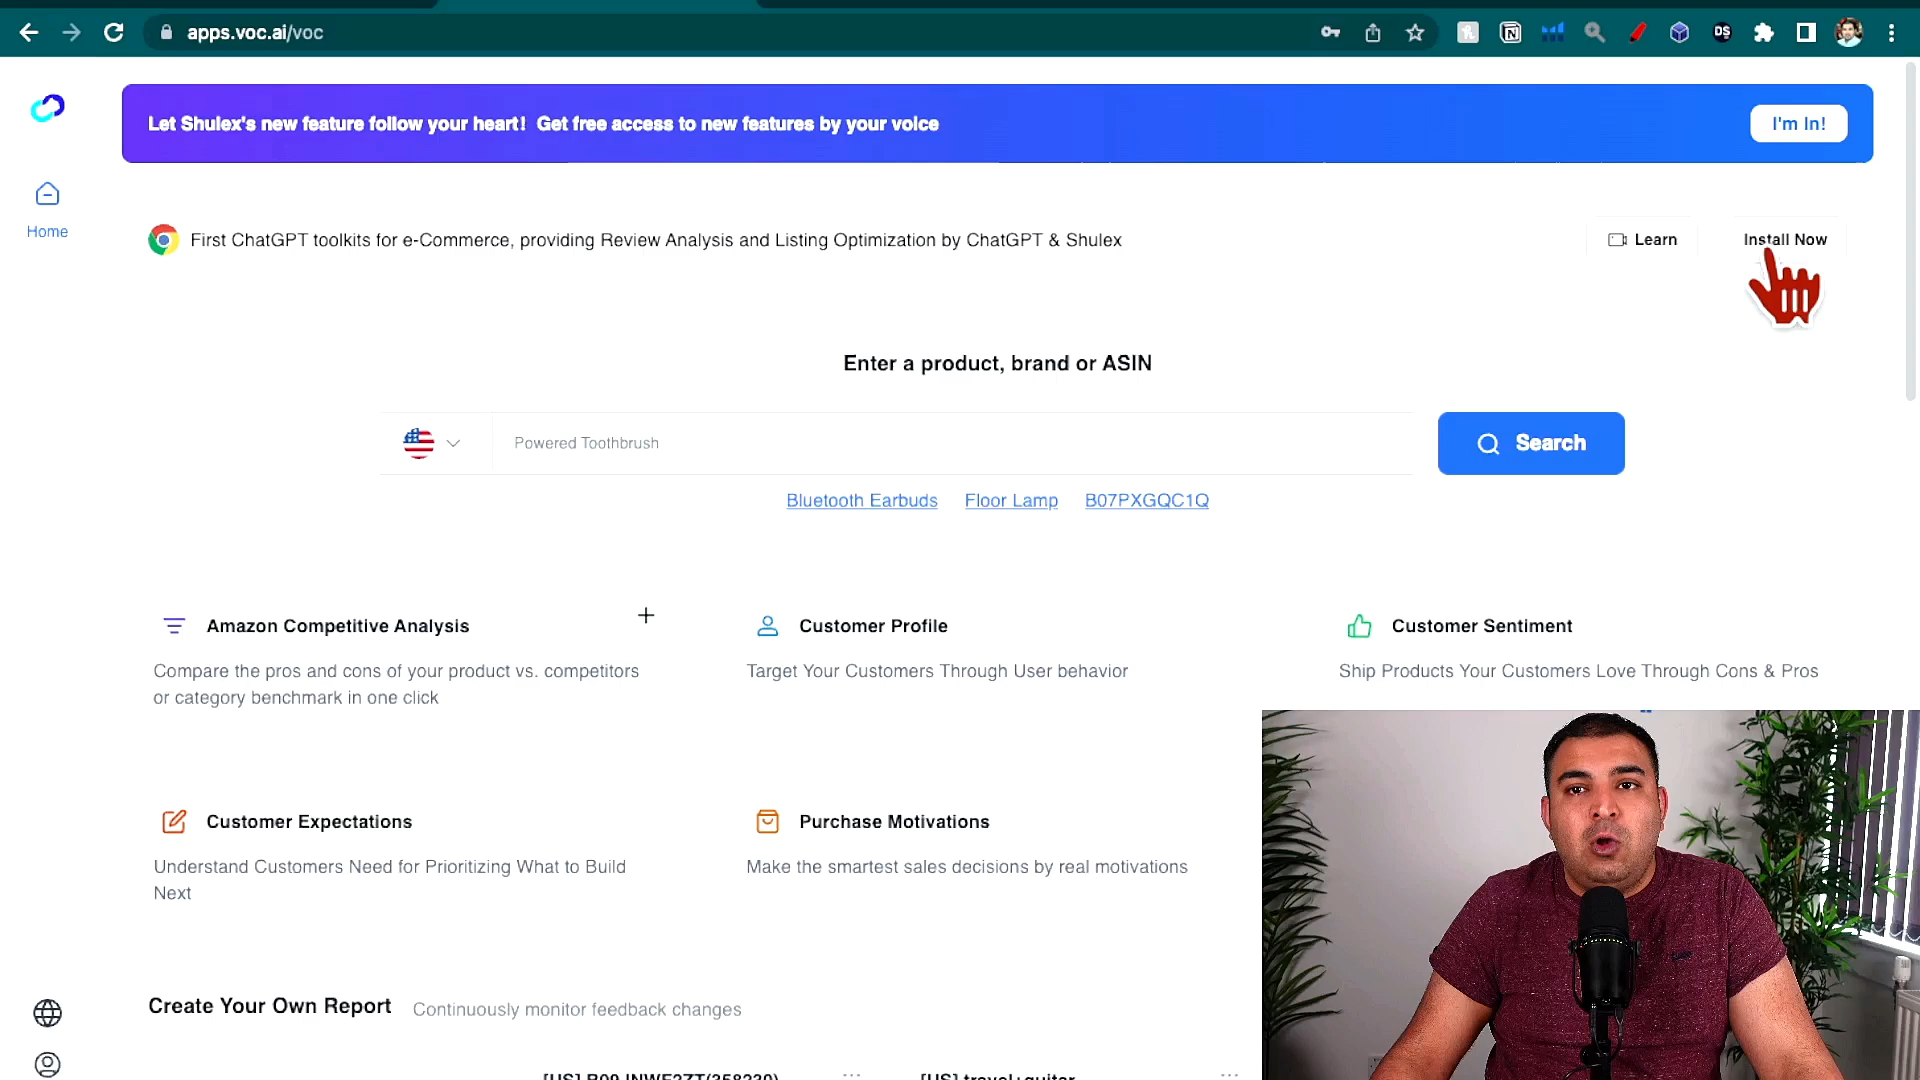 apps.voc.ai/voc
DS
Let Shulex's new feature follow your heart! Get free access to new features by your voice
I'm In!
Home
First ChatGPT toolkits for e-Commerce, providing Review Analysis and Listing Optimization by ChatGPT & Shulex
Learn
Install Now
Enter a product, brand or ASIN
Powered Toothbrush
Search
Bluetooth Earbuds Floor Lamp B07PXGQC1Q
Amazon Competitive Analysis
Compare the pros and cons of your product vs. competitors
or category benchmark in one click
Customer Profile
Target Your Customers Through User behavior
Customer Sentiment
Ship Products Your Customers Love Through Cons & Pros
Customer Expectations
Understand Customers Need for Prioritizing What to Build
Next
Purchase Motivations
Make the smartest sales decisions by real motivations
Create Your Own Report Continuously monitor feedback changes